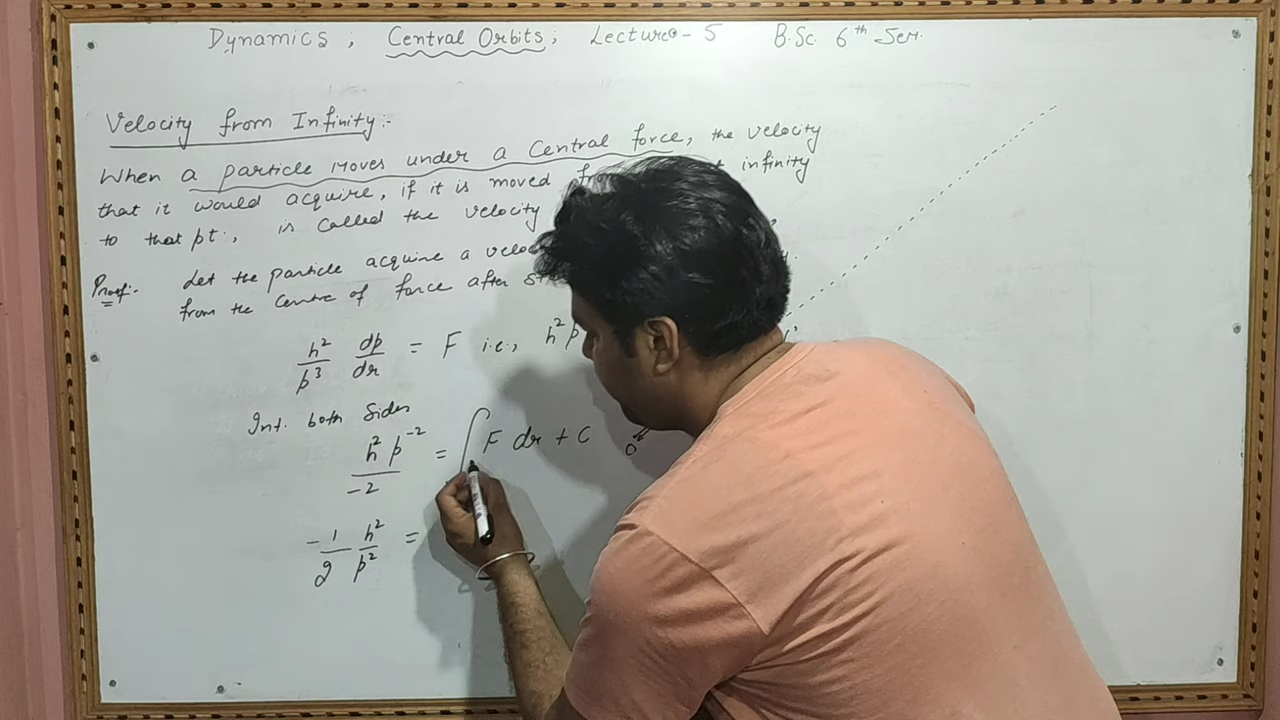 Dynamics ; Central Orbits ; Lecture - 5 B.Sc. 6th Sem.
Velocity from Infinity :-
When a particle moves under a Central force, the velocity
that it would acquire, if it is moved infinity
to that pt., is called the velocity
Proof:- Let the particle acquire a
from the Centre of force after
h²/p³ dp/dr = F i.e., h² p
Int. both sides
h² p⁻²/-2 = ∫ F dr + C
O
-1/2 h²/p² =